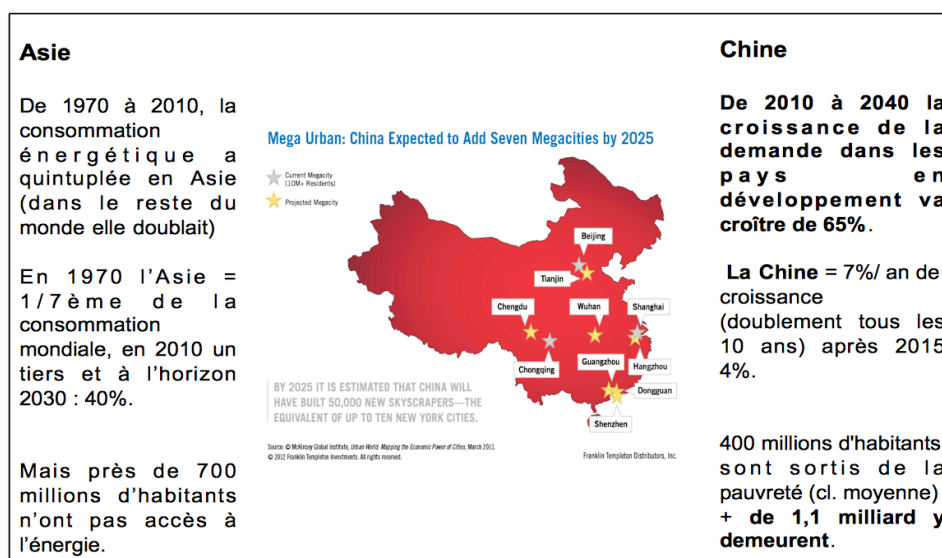 Asie
De 1970 à 2010, la
consommation
énergétique a
quintuplée en Asie
(dans le reste du
monde elle doublait)
En 1970 l'Asie =
1/7ème de la
consommation
mondiale, en 2010 un
tiers et à l'horizon
2030 : 40%.
Mais près de 700
millions d'habitants
n'ont pas accès à
l'énergie.
Mega Urban: China Expected to Add Seven Megacities by 2025
Current Megacity
(10M+ Residents)
Projected Megacity
Beijing
Tianjin
Chengdu
Wuhan
Shanghai
Chongqing
Guangzhou
Hangzhou
Dongguan
Shenzhen
BY 2025 IT IS ESTIMATED THAT CHINA WILL
HAVE BUILT 50,000 NEW SKYSCRAPERS—THE
EQUIVALENT OF UP TO TEN NEW YORK CITIES.
Source: © McKinsey Global Institute, Urban World: Mapping the Economic Power of Cities, March 2011.
© 2012 Franklin Templeton Investments. All rights reserved.
Franklin Templeton Distributors, Inc.
Chine
De 2010 à 2040 la
croissance de la
demande dans les
pays en
développement va
croître de 65%.
La Chine = 7%/ an de
croissance
(doublement tous les
10 ans) après 2015
4%.
400 millions d'habitants
sont sortis de la
pauvreté (cl. moyenne)
+ de 1,1 milliard y
demeurent.